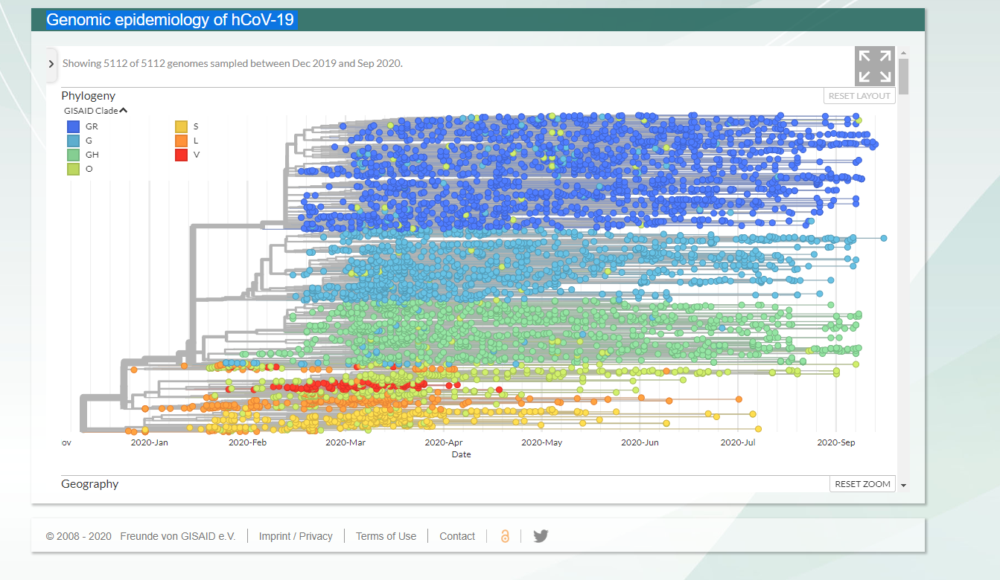 Genomic epidemiology of hCoV-19
Showing 5112 of 5112 genomes sampled between Dec 2019 and Sep 2020.
Phylogeny
RESET LAYOUT
GISAID Clade
GR
S
G
L
GH
V
O
ov
2020-Jan
2020-Feb
2020-Mar
2020-Apr
2020-May
2020-Jun
2020-Jul
2020-Sep
Date
Geography
RESET ZOOM
© 2008 - 2020 Freunde von GISAID e.V. Imprint / Privacy Terms of Use Contact